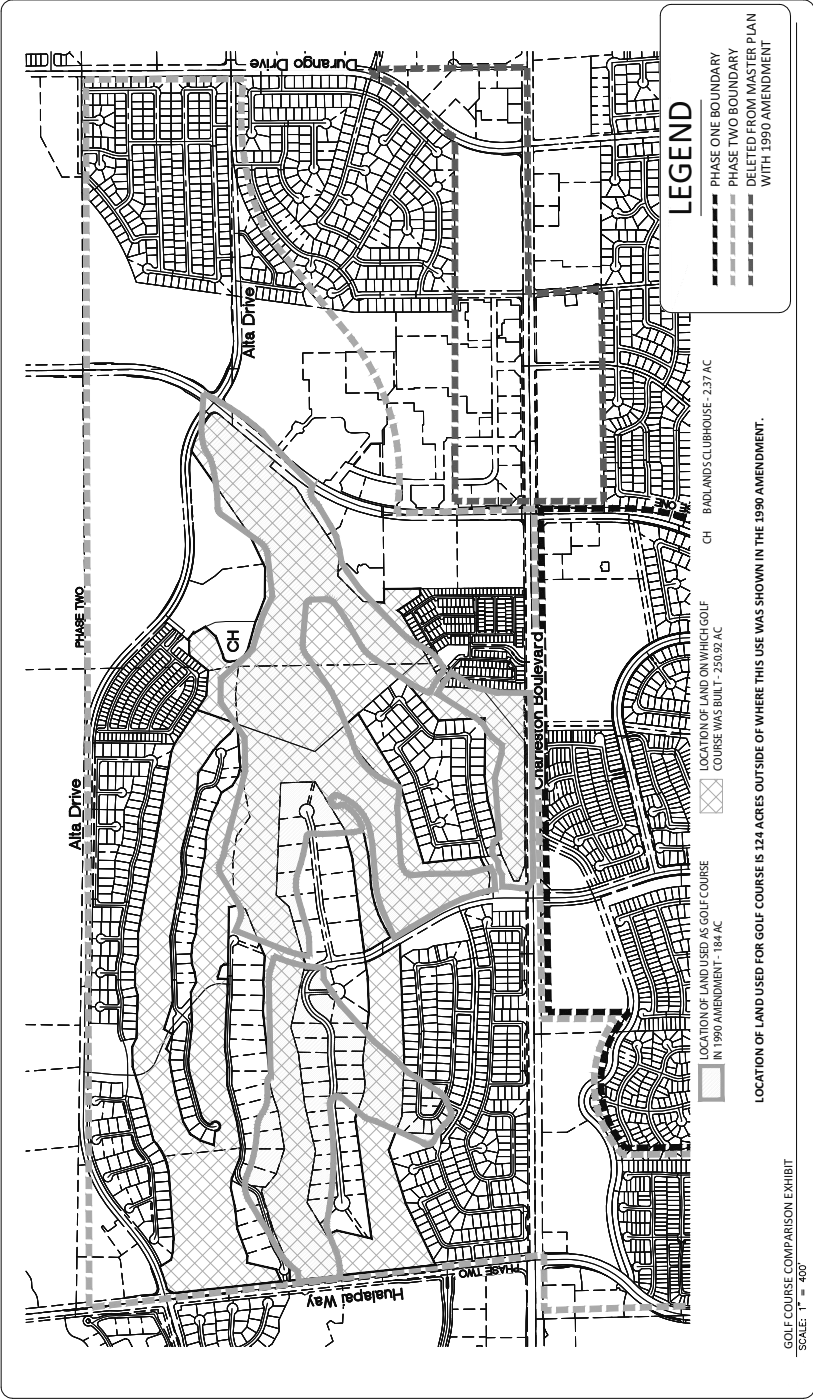 Durango Drive
Alta Drive
PHASE TWO
CH
Alta Drive
Charleston Boulevard
Hualapai Way
PHASE TWO
ONE
LEGEND
PHASE ONE BOUNDARY
PHASE TWO BOUNDARY
DELETED FROM MASTER PLAN
WITH 1990 AMENDMENT
LOCATION OF LAND USED AS GOLF COURSE
IN 1990 AMENDMENT - 184 AC
LOCATION OF LAND ON WHICH GOLF
COURSE WAS BUILT - 250.92 AC
CH BADLANDS CLUBHOUSE - 2.37 AC
LOCATION OF LAND USED FOR GOLF COURSE IS 124 ACRES OUTSIDE OF WHERE THIS USE WAS SHOWN IN THE 1990 AMENDMENT.
GOLF COURSE COMPARISON EXHIBIT
SCALE: 1" = 400'